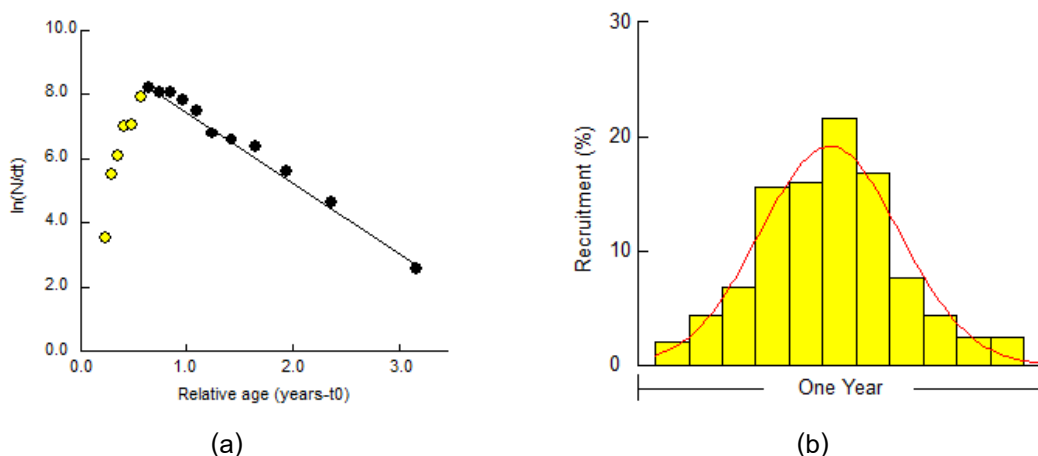 10.0
8.0
6.0
4.0
2.0
0.0
ln(N/dt)
0.0 1.0 2.0 3.0
Relative age (years-t0)
(a)
30
20
10
0
Recruitment (%)
One Year
(b)